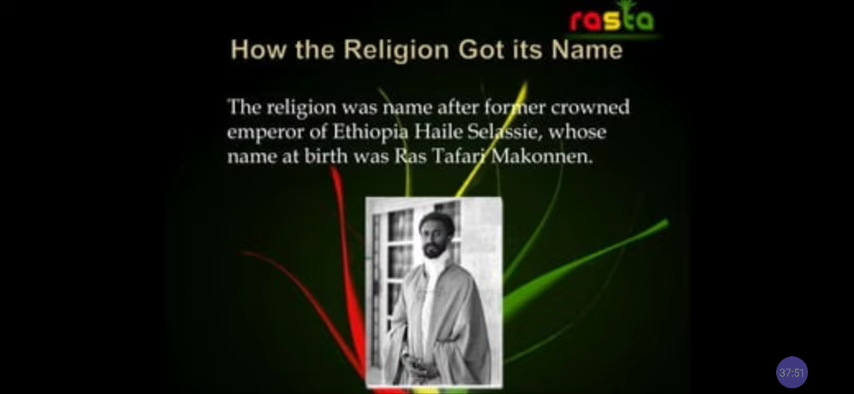 rasta
How the Religion Got its Name
The religion was name after former crowned
emperor of Ethiopia Haile Selassie, whose
name at birth was Ras Tafari Makonnen.
37:51